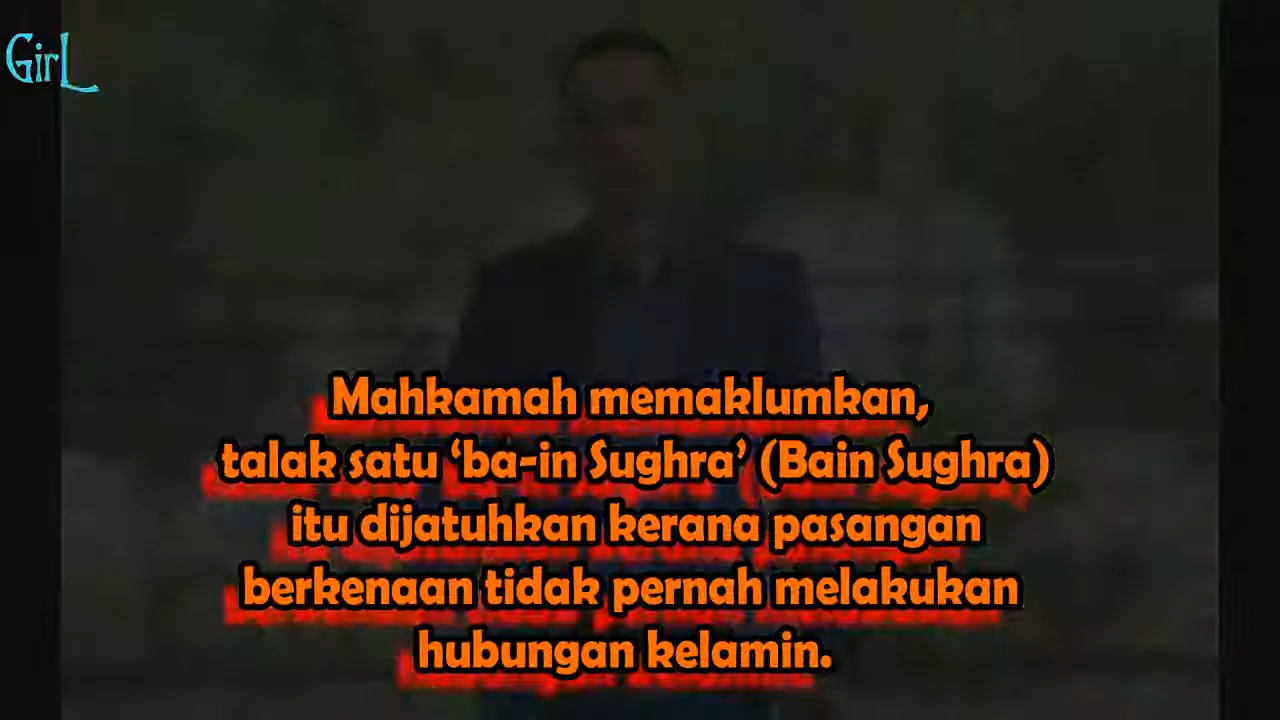 GirL
Mahkamah memaklumkan,
talak satu ‘ba-in Sughra’ (Bain Sughra)
itu dijatuhkan kerana pasangan
berkenaan tidak pernah melakukan
hubungan kelamin.